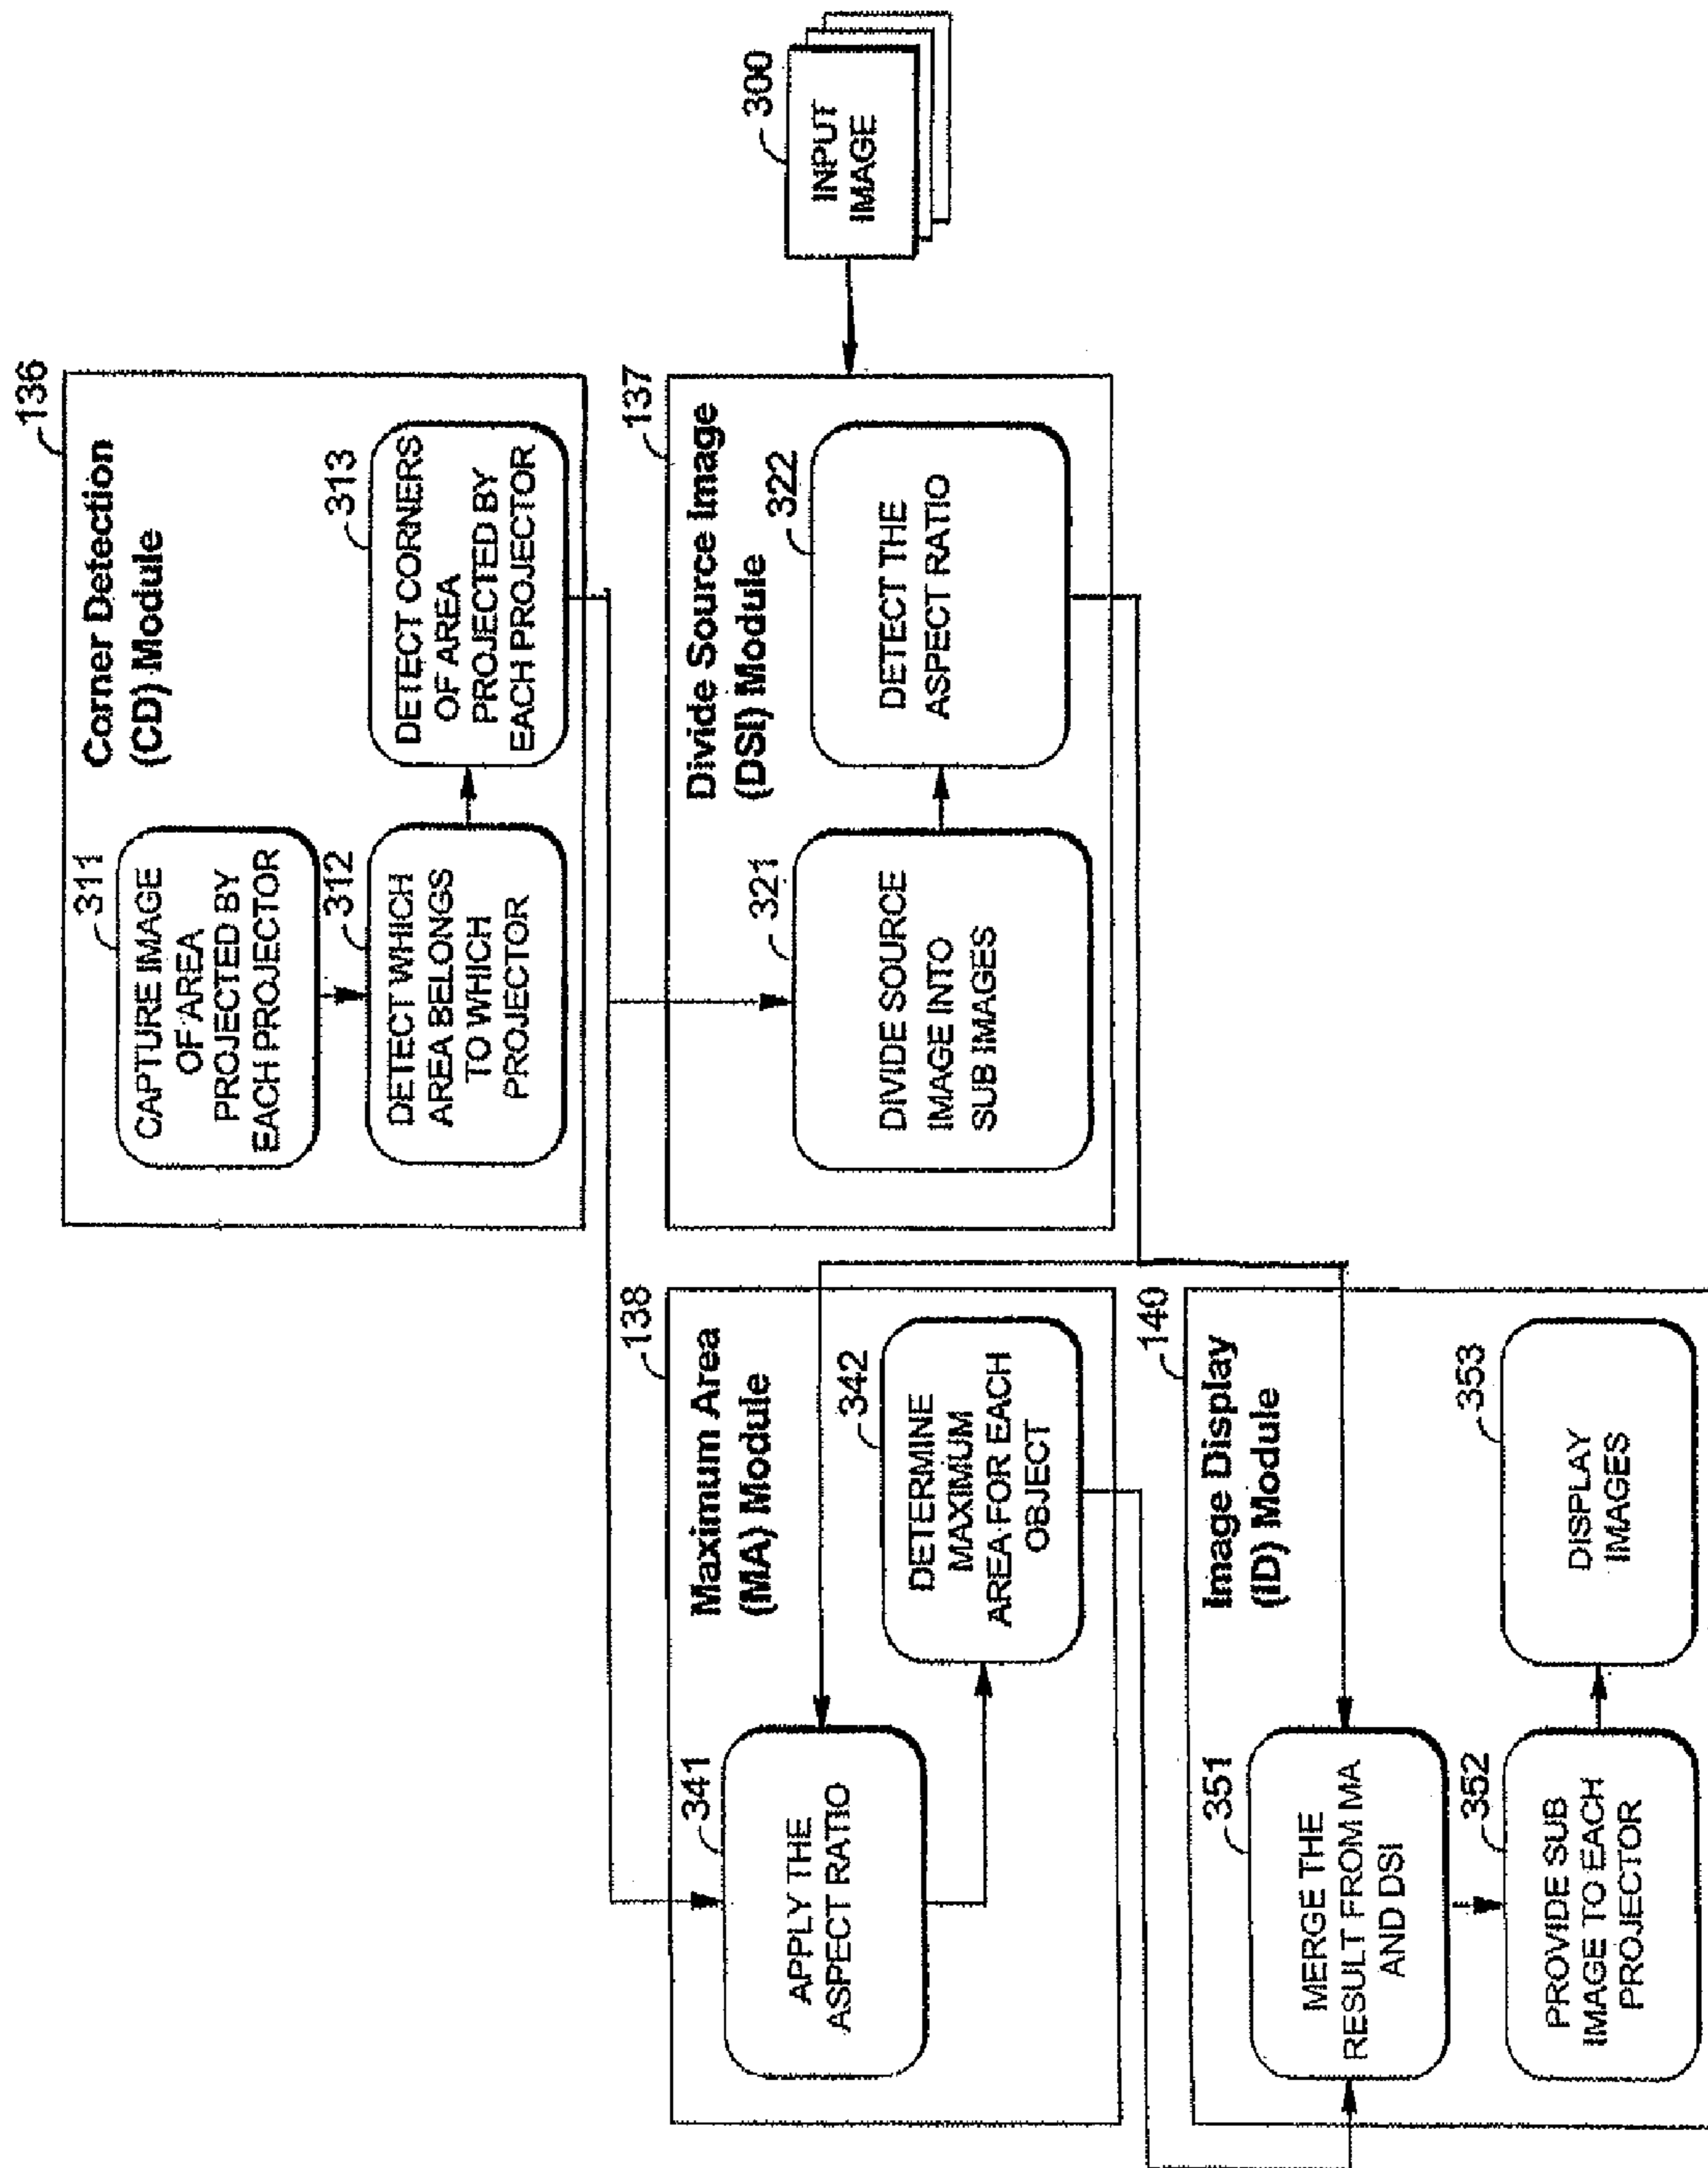 136
Corner Detection
(CD) Module
311
CAPTURE IMAGE
OF AREA
PROJECTED BY
EACH PROJECTOR
312
DETECT WHICH
AREA BELONGS
TO WHICH
PROJECTOR
313
DETECT CORNERS
OF AREA
PROJECTED BY
EACH PROJECTOR
300
INPUT
IMAGE
137
Divide Source Image
(DSI) Module
321
DIVIDE SOURCE
IMAGE INTO
SUB IMAGES
322
DETECT THE
ASPECT RATIO
138
Maximum Area
(MA) Module
341
APPLY THE
ASPECT RATIO
342
DETERMINE
MAXIMUM
AREA FOR EACH
OBJECT
140
Image Display
(ID) Module
351
MERGE THE
RESULT FROM MA
AND DSI
352
PROVIDE SUB
IMAGE TO EACH
PROJECTOR
353
DISPLAY
IMAGES